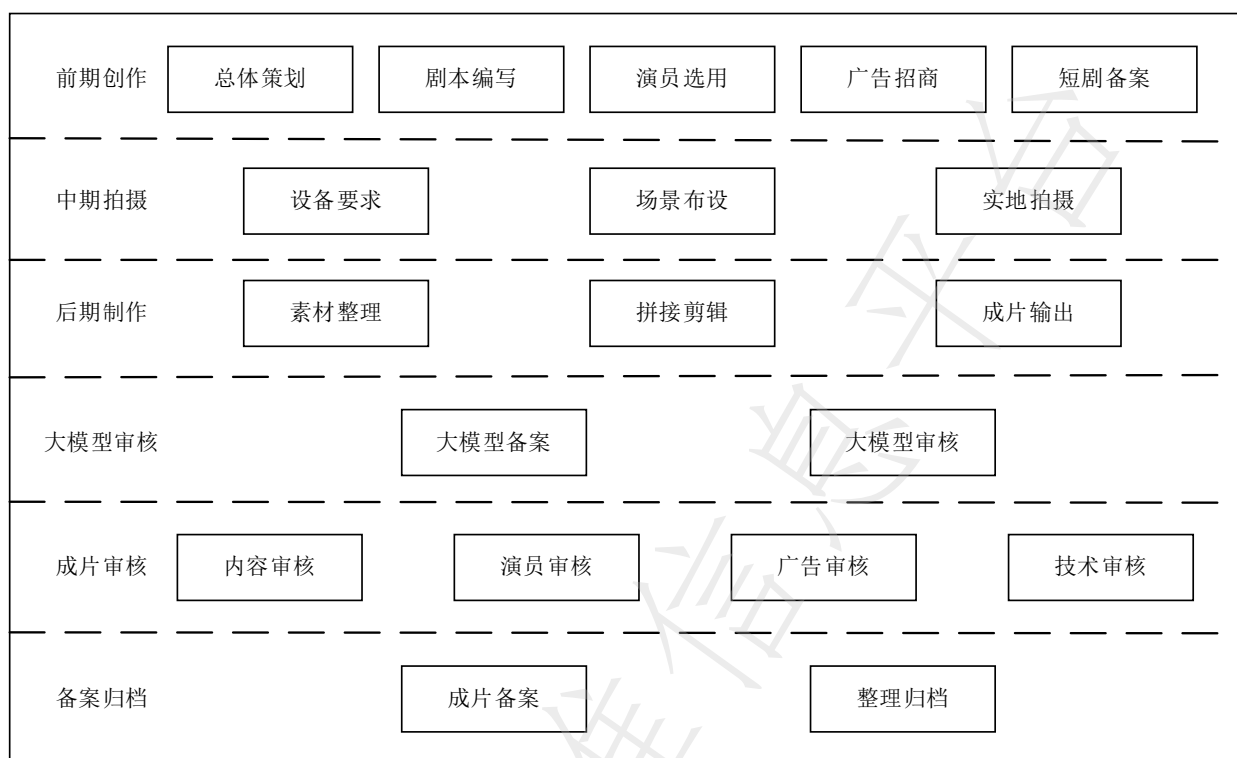 前期创作 总体策划 剧本编写 演员选用 广告招商 短剧备案
中期拍摄 设备要求 场景布设 实地拍摄
后期制作 素材整理 拼接剪辑 成片输出
大模型审核 大模型备案 大模型审核
成片审核 内容审核 演员审核 广告审核 技术审核
备案归档 成片备案 整理归档
准信息平台